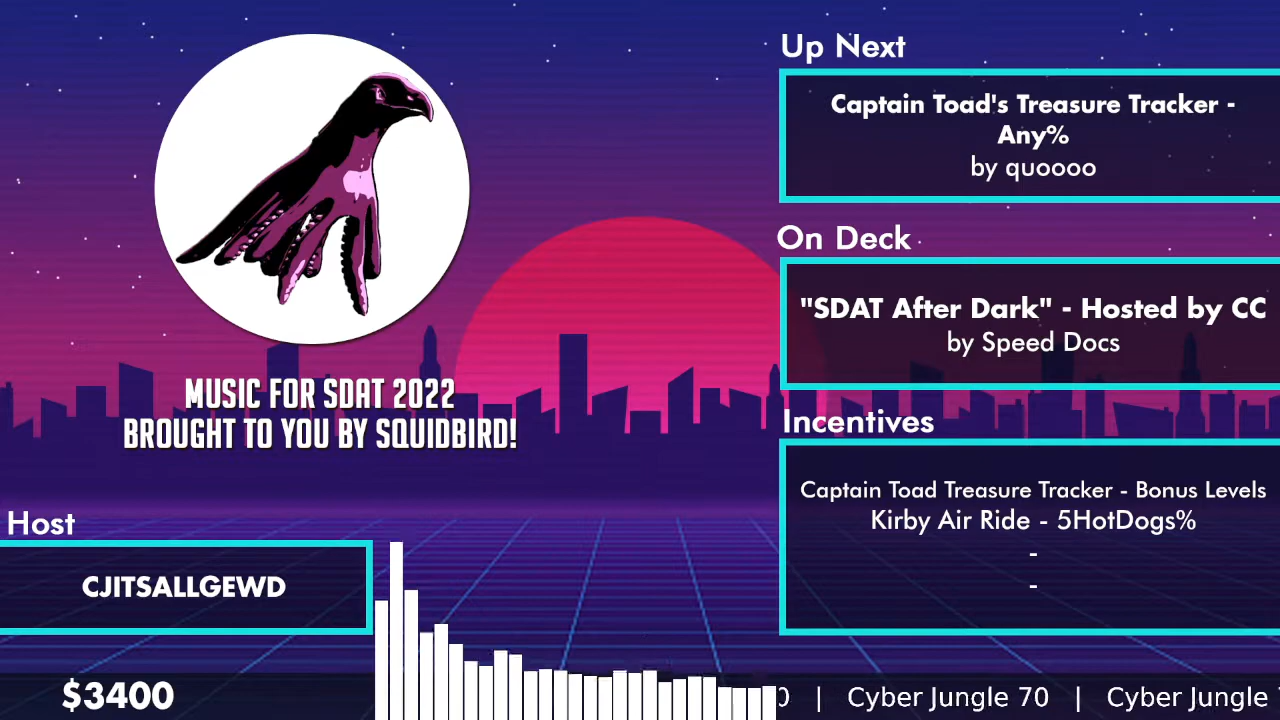 Up Next
Captain Toad's Treasure Tracker -
Any%
by quoooo
On Deck
"SDAT After Dark" - Hosted by CC
by Speed Docs
MUSIC FOR SDAT 2022
BROUGHT TO YOU BY SQUIDBIRD!
Incentives
Captain Toad Treasure Tracker - Bonus Levels
Kirby Air Ride - 5HotDogs%
-
-
Host
CJITSALLGEWD
$3400
0 | Cyber Jungle 70 | Cyber Jungle